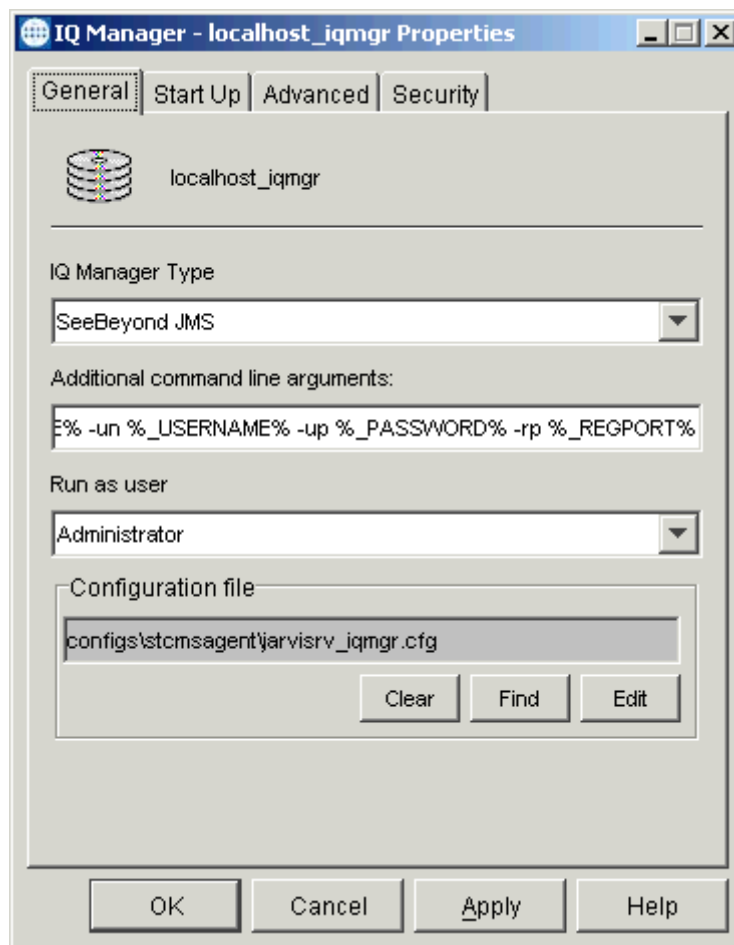 IQ Manager - localhost_iqmgr Properties
General Start Up Advanced Security
localhost_iqmgr
IQ Manager Type
SeeBeyond JMS
Additional command line arguments:
E% -un %_USERNAME% -up %_PASSWORD% -rp %_REGPORT%
Run as user
Administrator
Configuration file
configs\stcmsagent\jarvisrv_iqmgr.cfg
Clear Find Edit
OK Cancel Apply Help